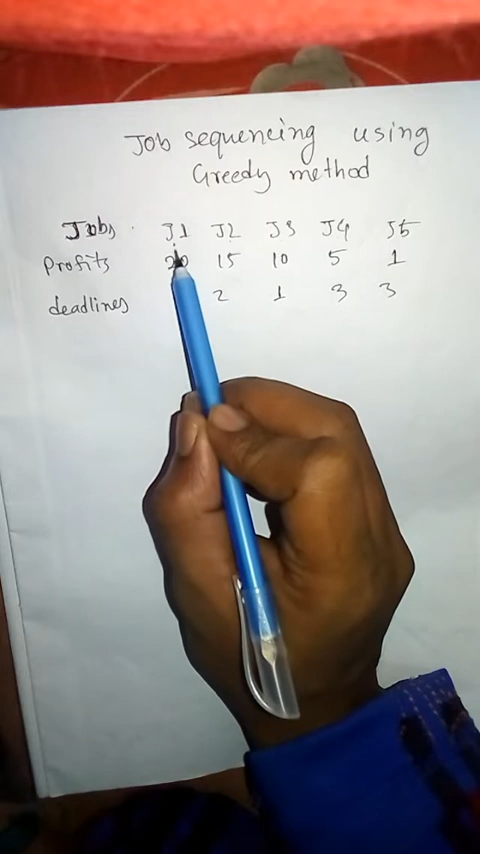 Job sequencing using
Greedy method
Jobs. J1 J2 J3 J4 J5
Profits 20 15 10 5 1
deadlines 2 1 3 3